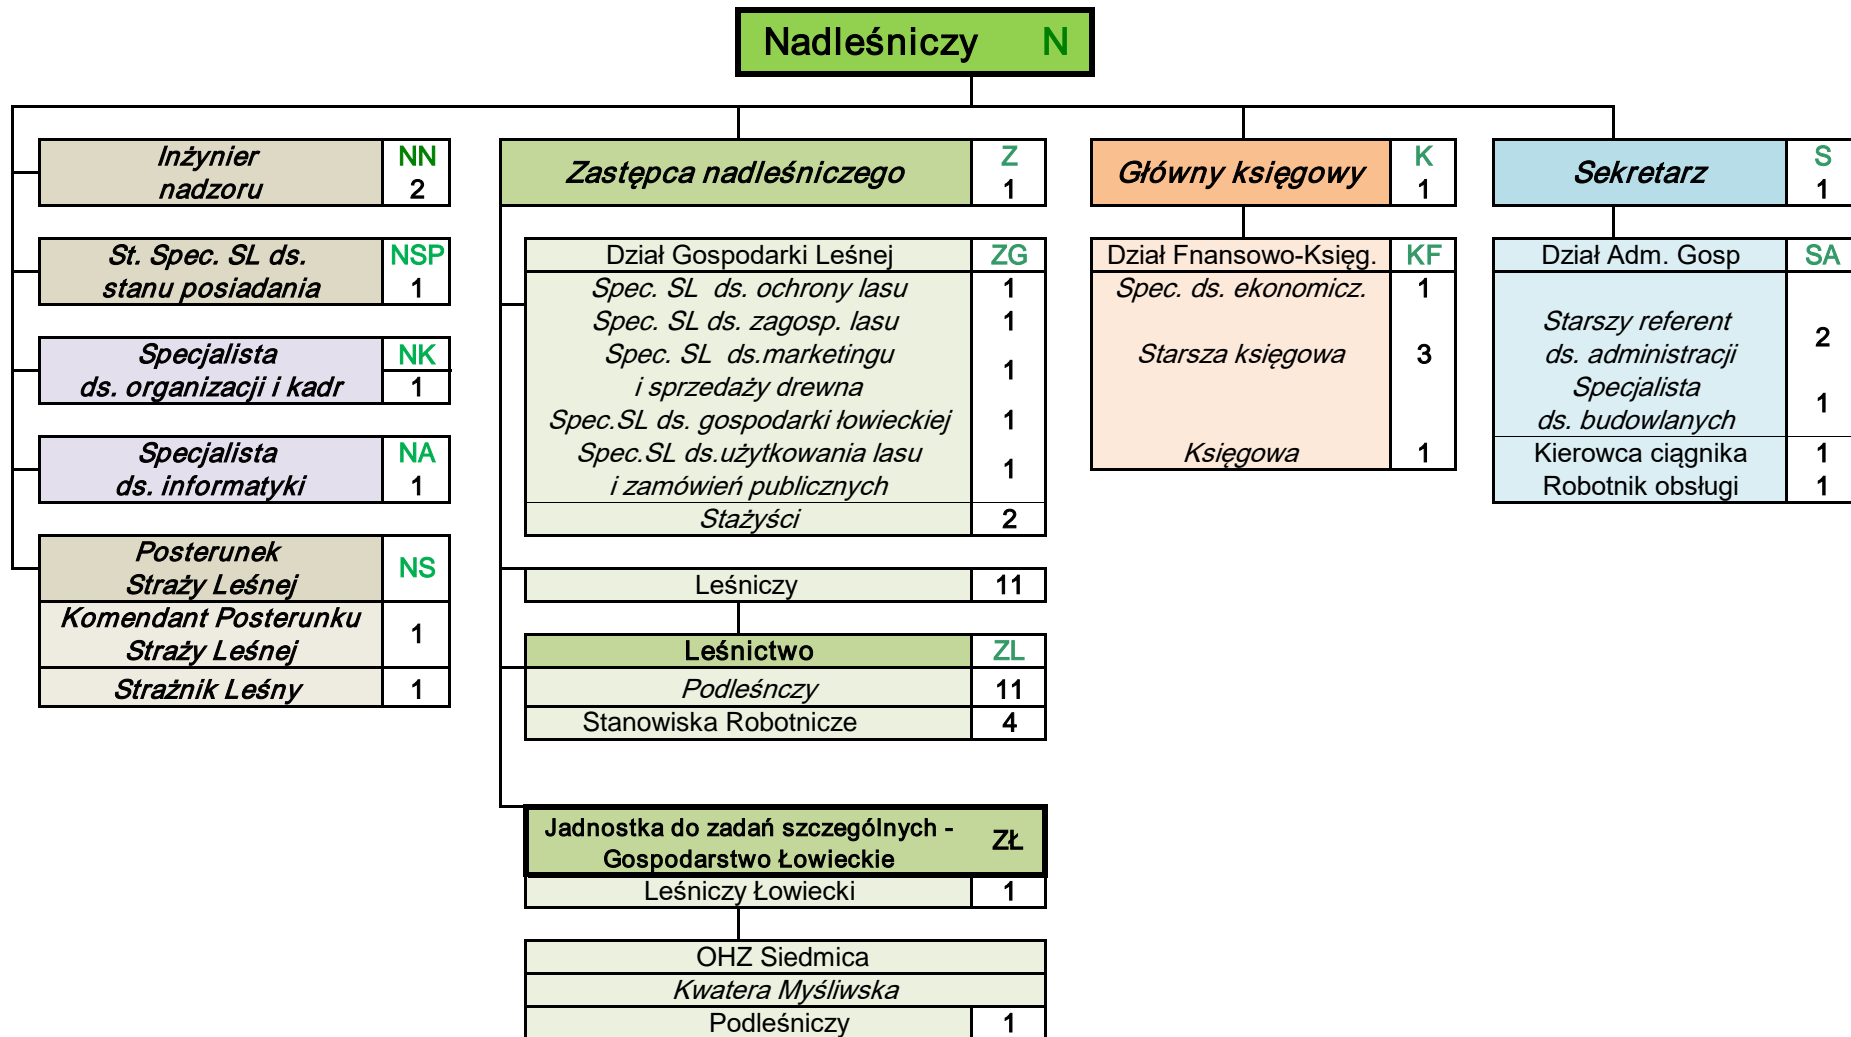 Nadleśniczy N
Inżynier NN
nadzoru 2
St. Spec. SL ds. NSP
stanu posiadania 1
Specjalista NK
ds. organizacji i kadr 1
Specjalista NA
ds. informatyki 1
Posterunek
Straży Leśnej NS
Komendant Posterunku
Straży Leśnej 1
Strażnik Leśny 1
Zastępca nadleśniczego Z
1
Dział Gospodarki Leśnej ZG
Spec. SL ds. ochrony lasu 1
Spec. SL ds. zagosp. lasu 1
Spec. SL ds.marketingu
i sprzedaży drewna 1
Spec.SL ds. gospodarki łowieckiej 1
Spec.SL ds.użytkowania lasu
i zamówień publicznych 1
Stażyści 2
Leśniczy 11
Leśnictwo ZL
Podleśnczy 11
Stanowiska Robotnicze 4
Jadnostka do zadań szczególnych -
Gospodarstwo Łowieckie ZŁ
Leśniczy Łowiecki 1
OHZ Siedmica
Kwatera Myśliwska
Podleśniczy 1
Główny księgowy K
1
Dział Fnansowo-Księg. KF
Spec. ds. ekonomicz. 1
Starsza księgowa 3
Księgowa 1
Sekretarz S
1
Dział Adm. Gosp SA
Starszy referent
ds. administracji 2
Specjalista
ds. budowlanych 1
Kierowca ciągnika 1
Robotnik obsługi 1